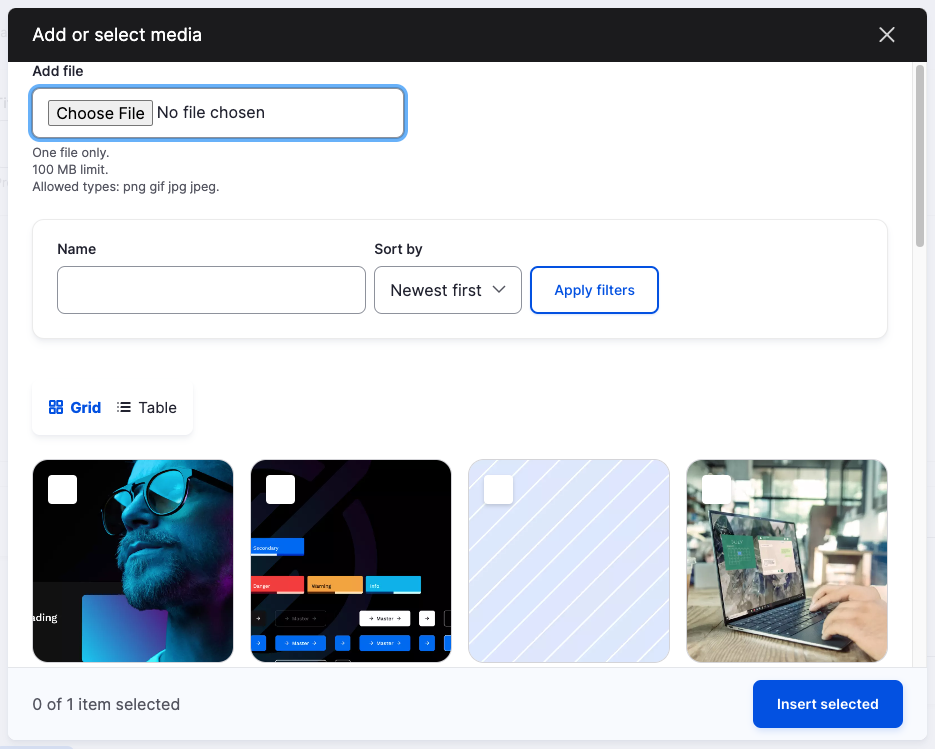 Add or select media
Add file
Choose File No file chosen
One file only.
100 MB limit.
Allowed types: png gif jpg jpeg.
Name
Sort by
Newest first
Apply filters
Grid
Table
ading
Secondary
Danger
Warning
Info
→ Master →
→ Master →
→ Master →
→ Master →
0 of 1 item selected
Insert selected